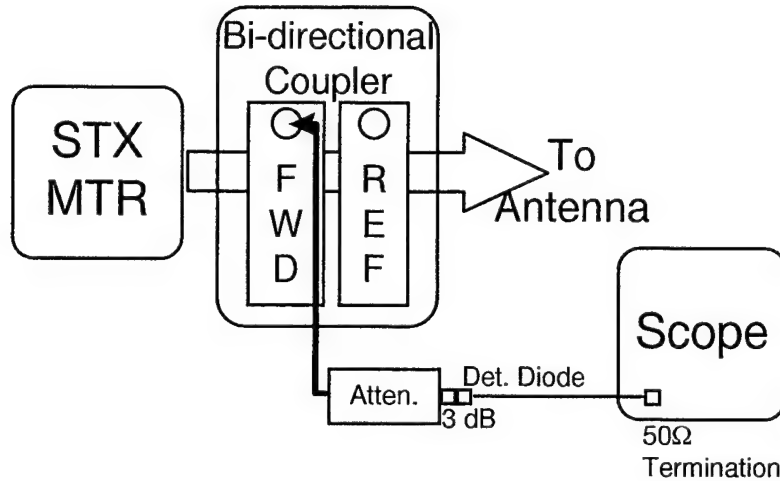 Bi-directional
Coupler
STX
MTR
F
W
D
R
E
F
To
Antenna
Scope
Atten.
Det. Diode
3 dB
50Ω
Termination